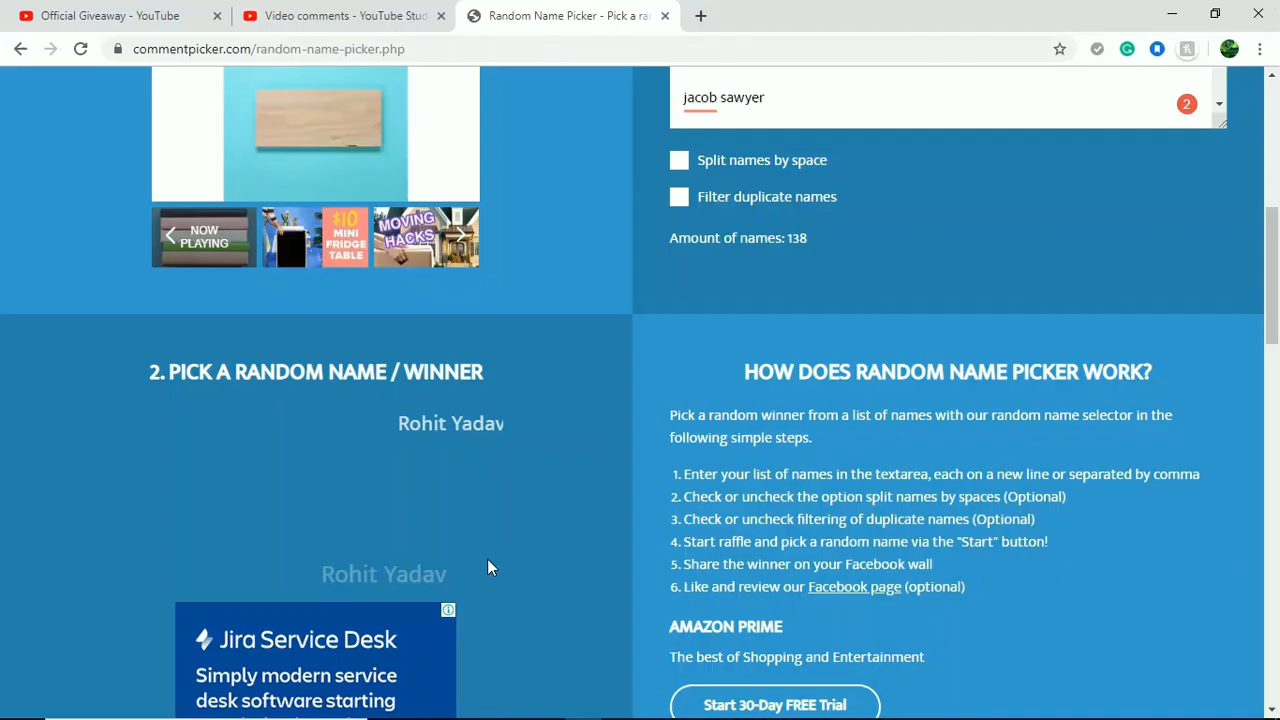 Official Giveaway - YouTube
Video comments - YouTube Stud
Random Name Picker - Pick a ra
commentpicker.com/random-name-picker.php
jacob sawyer
2
Split names by space
Filter duplicate names
Amount of names: 138
NOW
PLAYING
$10
MINI
FRIDGE
TABLE
MOVING
HACKS
2. PICK A RANDOM NAME / WINNER
Rohit Yadav
Rohit Yadav
Jira Service Desk
Simply modern service
desk software starting
HOW DOES RANDOM NAME PICKER WORK?
Pick a random winner from a list of names with our random name selector in the
following simple steps.
1. Enter your list of names in the textarea, each on a new line or separated by comma
2. Check or uncheck the option split names by spaces (Optional)
3. Check or uncheck filtering of duplicate names (Optional)
4. Start raffle and pick a random name via the "Start" button!
5. Share the winner on your Facebook wall
6. Like and review our Facebook page (optional)
AMAZON PRIME
The best of Shopping and Entertainment
Start 30-Day FREE Trial